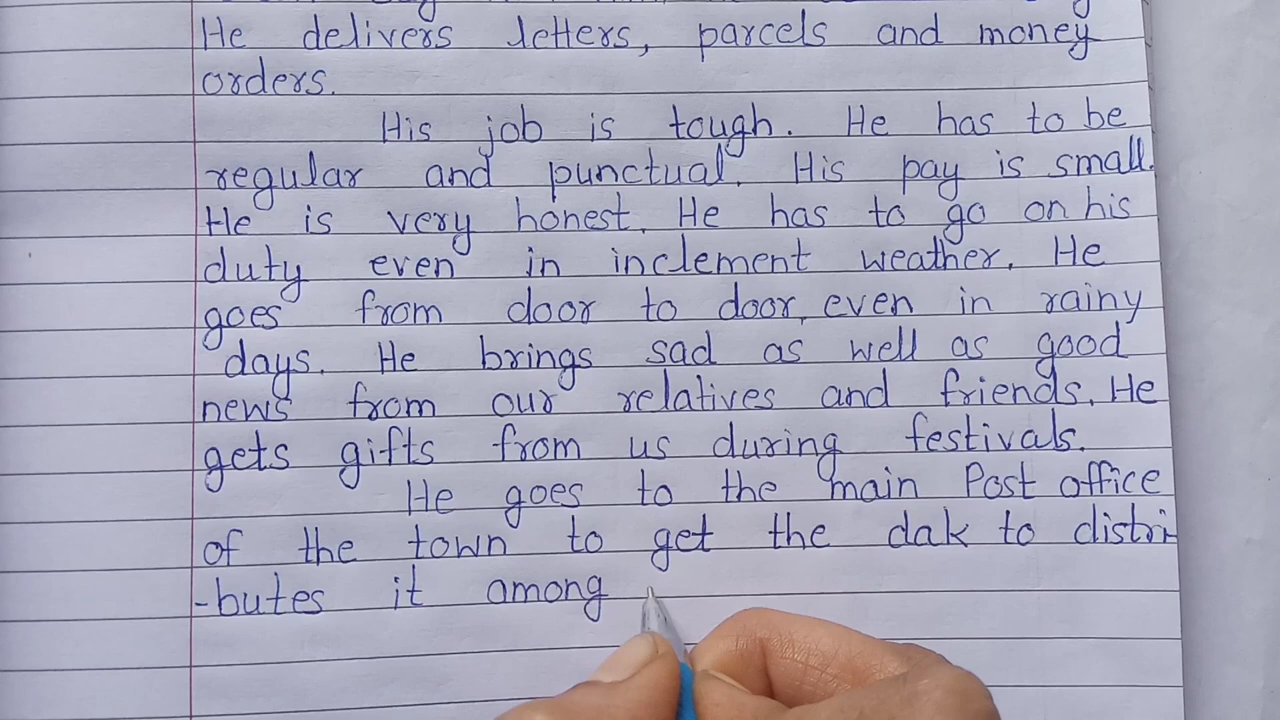 He delivers letters, parcels and money
orders.
His job is tough. He has to be
regular and punctual. His pay is small.
He is very honest. He has to go on his
duty even in inclement weather. He
goes from door to door, even in rainy
days. He brings sad as well as good
news from our relatives and friends. He
gets gifts from us during festivals.
He goes to the main Post office
of the town to get the dak to distri
-butes it among